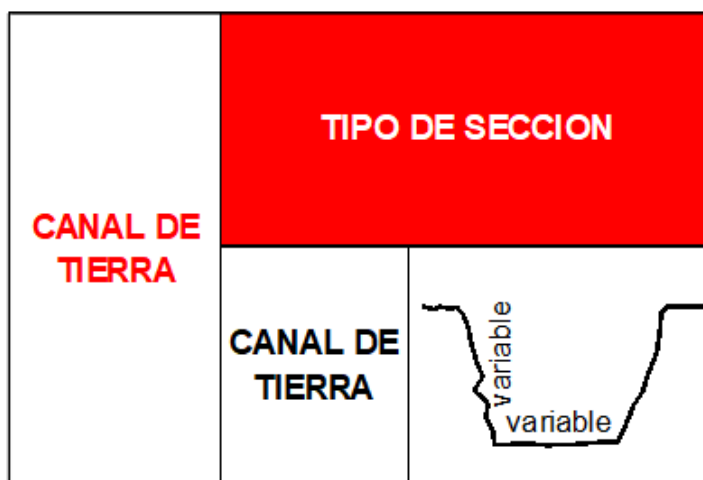 TIPO DE SECCION
CANAL DE
TIERRA
CANAL DE
TIERRA
variable
variable